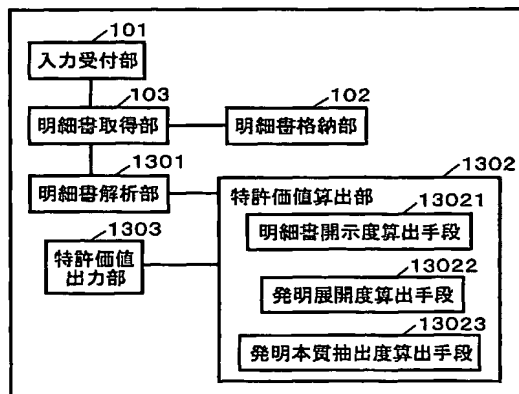 101
入力受付部
103
明細書取得部
102
明細書格納部
1301
明細書解析部
1302
特許価値算出部
13021
明細書開示度算出手段
1303
特許価値
出力部
13022
発明展開度算出手段
13023
発明本質抽出度算出手段